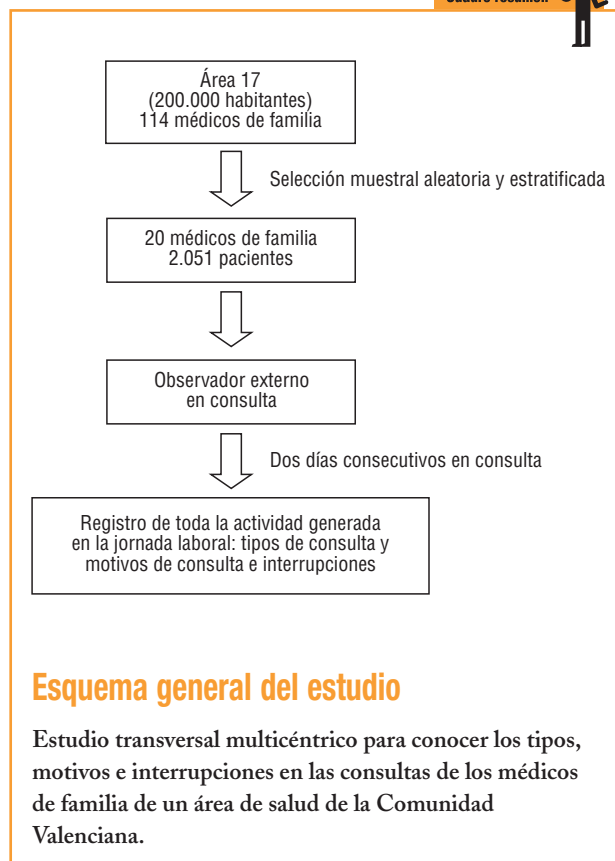 Cuadro resumen
Área 17
(200.000 habitantes)
114 médicos de familia
Selección muestral aleatoria y estratificada
20 médicos de familia
2.051 pacientes
Observador externo
en consulta
Dos días consecutivos en consulta
Registro de toda la actividad generada
en la jornada laboral: tipos de consulta y
motivos de consulta e interrupciones
Esquema general del estudio
Estudio transversal multicéntrico para conocer los tipos,
motivos e interrupciones en las consultas de los médicos
de familia de un área de salud de la Comunidad
Valenciana.